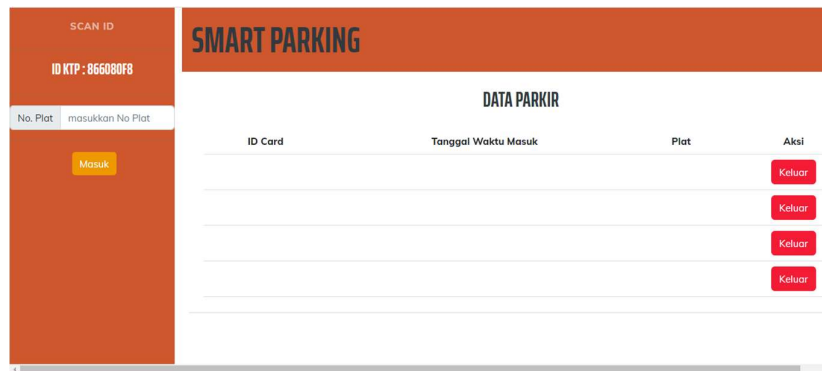 SCAN ID
ID KTP : 866080F8
No. Plat masukkan No Plat
Masuk
SMART PARKING
DATA PARKIR
ID Card Tanggal Waktu Masuk Plat Aksi
Keluar
Keluar
Keluar
Keluar